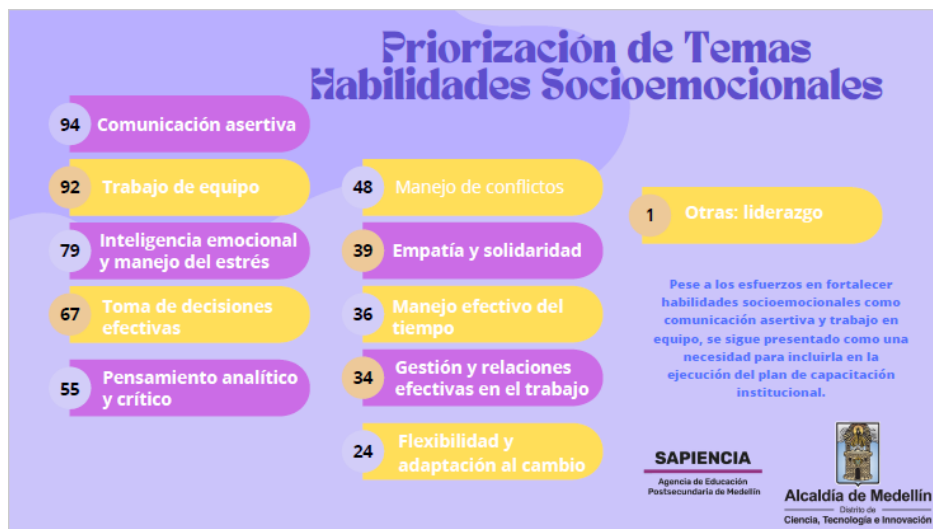 Priorización de Temas
Habilidades Socioemocionales
94 Comunicación asertiva
92 Trabajo de equipo
79 Inteligencia emocional
y manejo del estrés
67 Toma de decisiones
efectivas
55 Pensamiento analítico
y crítico
48 Manejo de conflictos
39 Empatía y solidaridad
36 Manejo efectivo del
tiempo
34 Gestión y relaciones
efectivas en el trabajo
24 Flexibilidad y
adaptación al cambio
1 Otras: liderazgo
Pese a los esfuerzos en fortalecer
habilidades socioemocionales como
comunicación asertiva y trabajo en
equipo, se sigue presentado como una
necesidad para incluirla en la
ejecución del plan de capacitación
institucional.
SAPIENCIA
Agencia de Educación
Postsecundaria de Medellín
Alcaldía de Medellín
Distrito de
Ciencia, Tecnología e Innovación